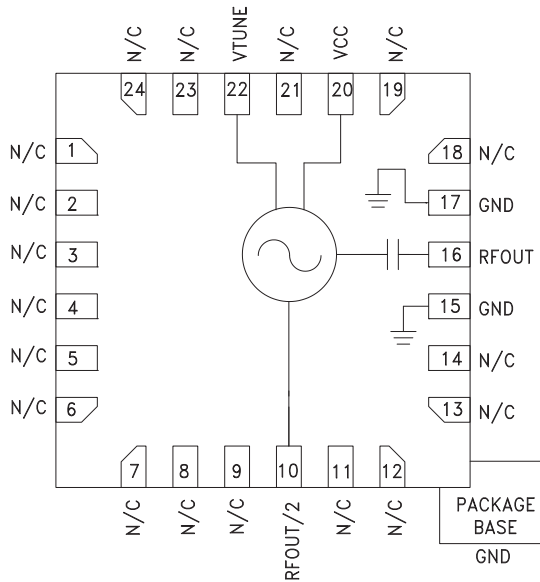 N/C N/C VTUNE N/C VCC N/C
24 23 22 21 20 19
N/C 1
N/C 2
N/C 3
N/C 4
N/C 5
N/C 6
18 N/C
17 GND
16 RFOUT
15 GND
14 N/C
13 N/C
7 8 9 10 11 12
N/C N/C N/C RFOUT/2 N/C N/C
PACKAGE
BASE
GND